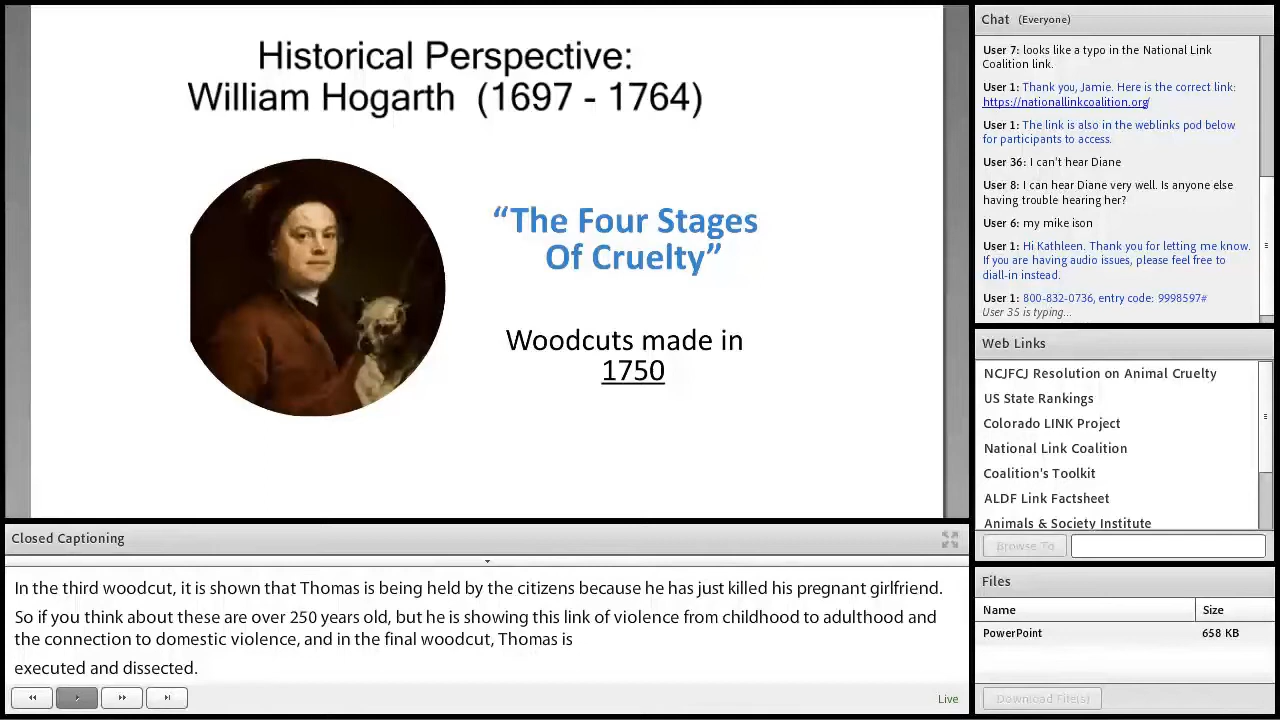 Historical Perspective:
William Hogarth (1697 - 1764)
“The Four Stages
Of Cruelty”
Woodcuts made in
1750
Closed Captioning
In the third woodcut, it is shown that Thomas is being held by the citizens because he has just killed his pregnant girlfriend.
So if you think about these are over 250 years old, but he is showing this link of violence from childhood to adulthood and
the connection to domestic violence, and in the final woodcut, Thomas is
executed and dissected.
Live
Chat (Everyone)
User 7: looks like a typo in the National Link
Coalition link.
User 1: Thank you, Jamie. Here is the correct link:
https://nationallinkcoalition.org/
User 1: The link is also in the weblinks pod below
for participants to access.
User 36: I can't hear Diane
User 8: I can hear Diane very well. Is anyone else
having trouble hearing her?
User 6: my mike ison
User 1: Hi Kathleen. Thank you for letting me know.
If you are having audio issues, please feel free to
diall-in instead.
User 1: 800-832-0736, entry code: 9998597#
User 35 is typing...
Web Links
NCJFCJ Resolution on Animal Cruelty
US State Rankings
Colorado LINK Project
National Link Coalition
Coalition's Toolkit
ALDF Link Factsheet
Animals & Society Institute
Browse To
Files
Name Size
PowerPoint 658 KB
Download File(s)